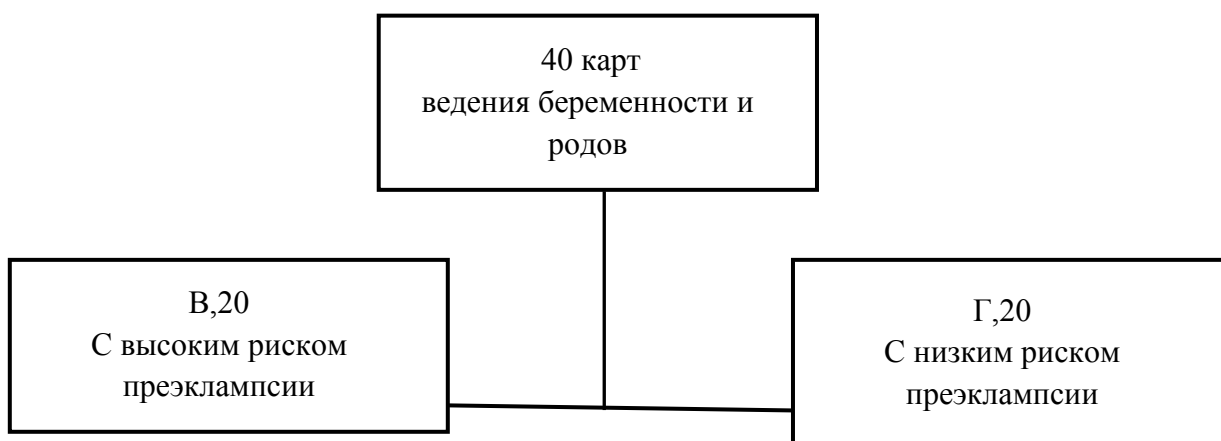 40 карт
ведения беременности и
родов
В,20
С высоким риском
преэклампсии
Г,20
С низким риском
преэклампсии